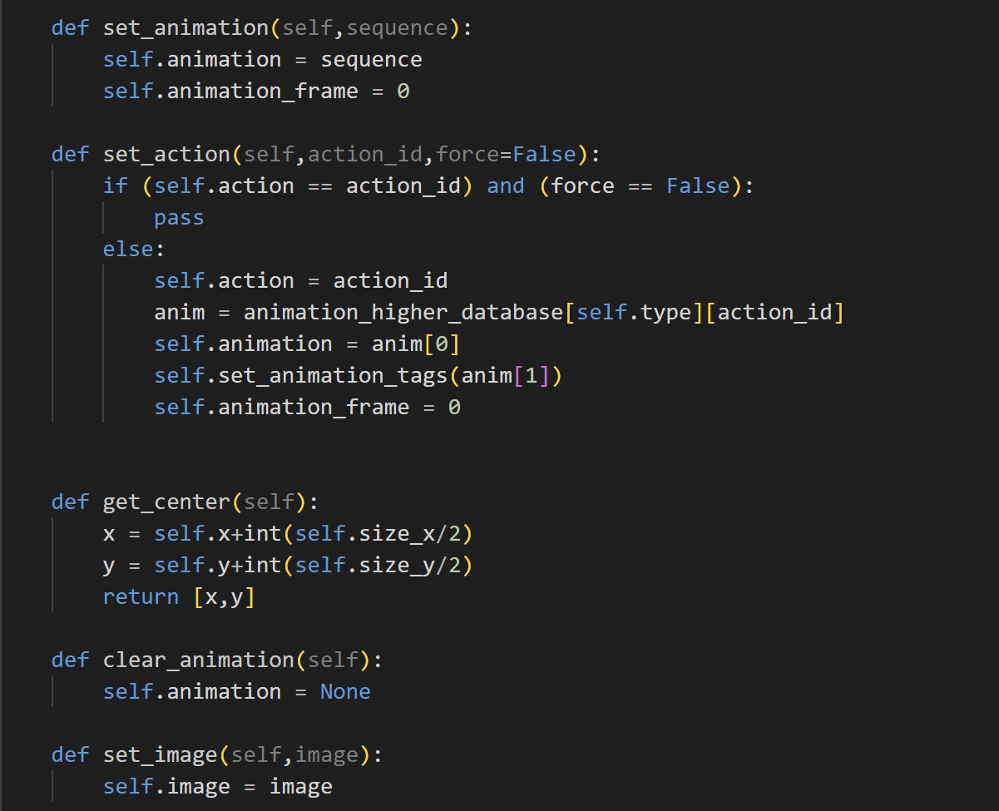 def set_animation(self,sequence):
    self.animation = sequence
    self.animation_frame = 0

def set_action(self,action_id,force=False):
    if (self.action == action_id) and (force == False):
        pass
    else:
        self.action = action_id
        anim = animation_higher_database[self.type][action_id]
        self.animation = anim[0]
        self.set_animation_tags(anim[1])
        self.animation_frame = 0


def get_center(self):
    x = self.x+int(self.size_x/2)
    y = self.y+int(self.size_y/2)
    return [x,y]

def clear_animation(self):
    self.animation = None

def set_image(self,image):
    self.image = image